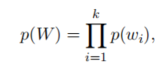 p(W) = ∏_{i=1}^{k} p(w_i),